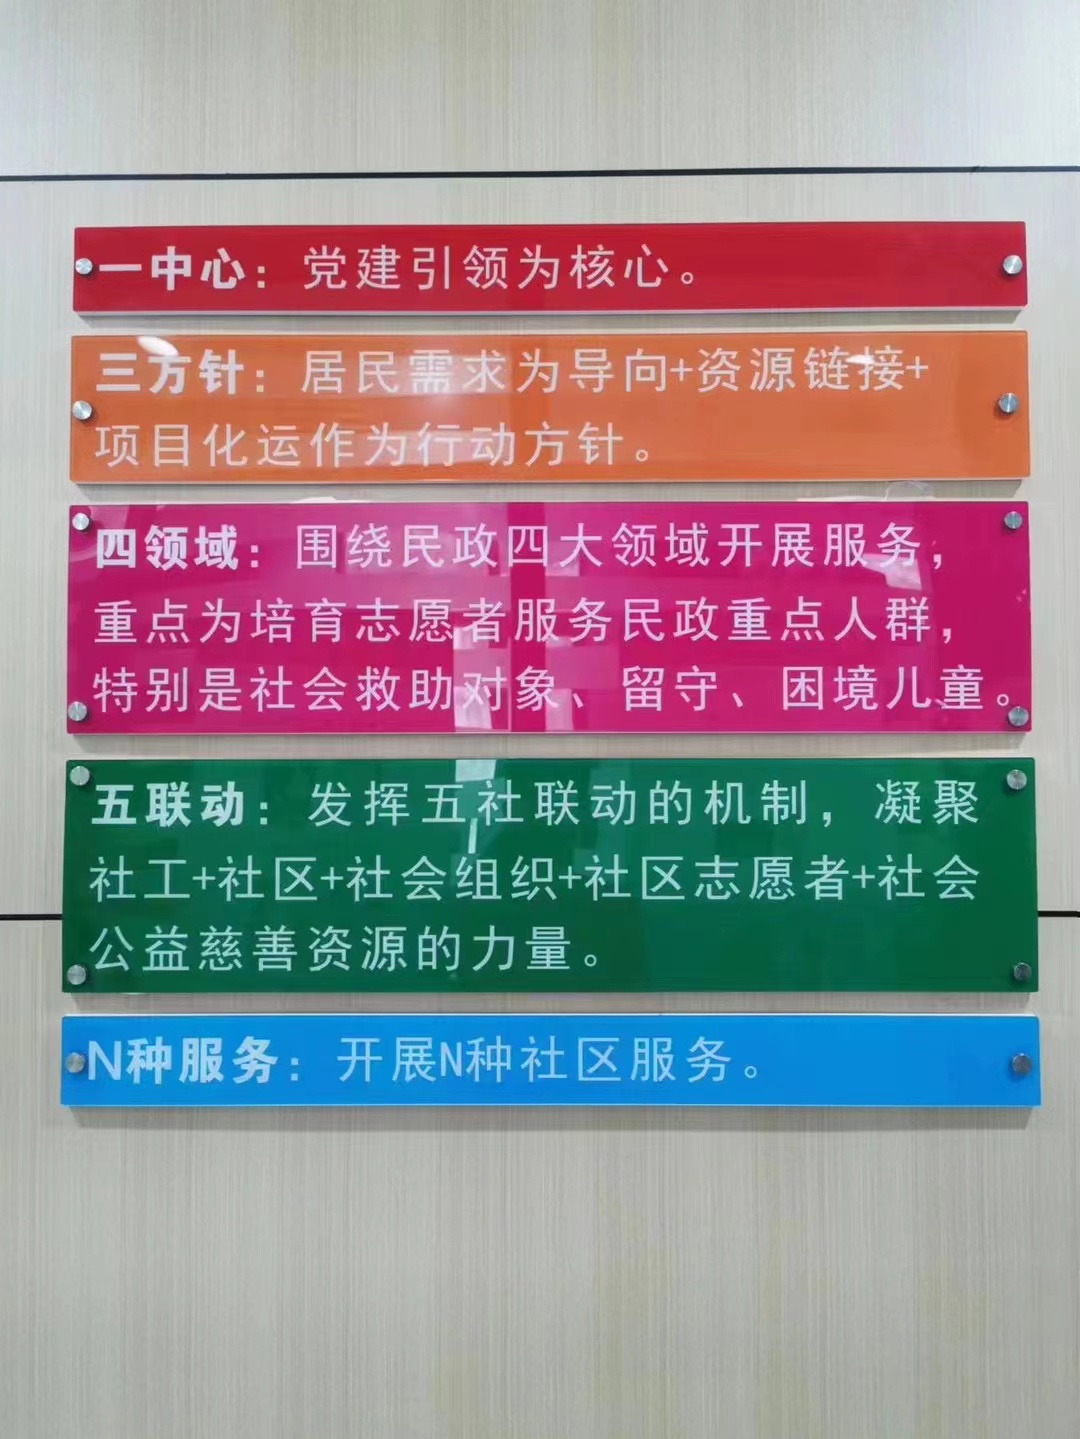 一中心：党建引领为核心。
三方针：居民需求为导向+资源链接+
项目化运作为行动方针。
四领域：围绕民政四大领域开展服务，
重点为培育志愿者服务民政重点人群，
特别是社会救助对象、留守、困境儿童。
五联动：发挥五社联动的机制，凝聚
社工+社区+社会组织+社区志愿者+社会
公益慈善资源的力量。
N种服务：开展N种社区服务。